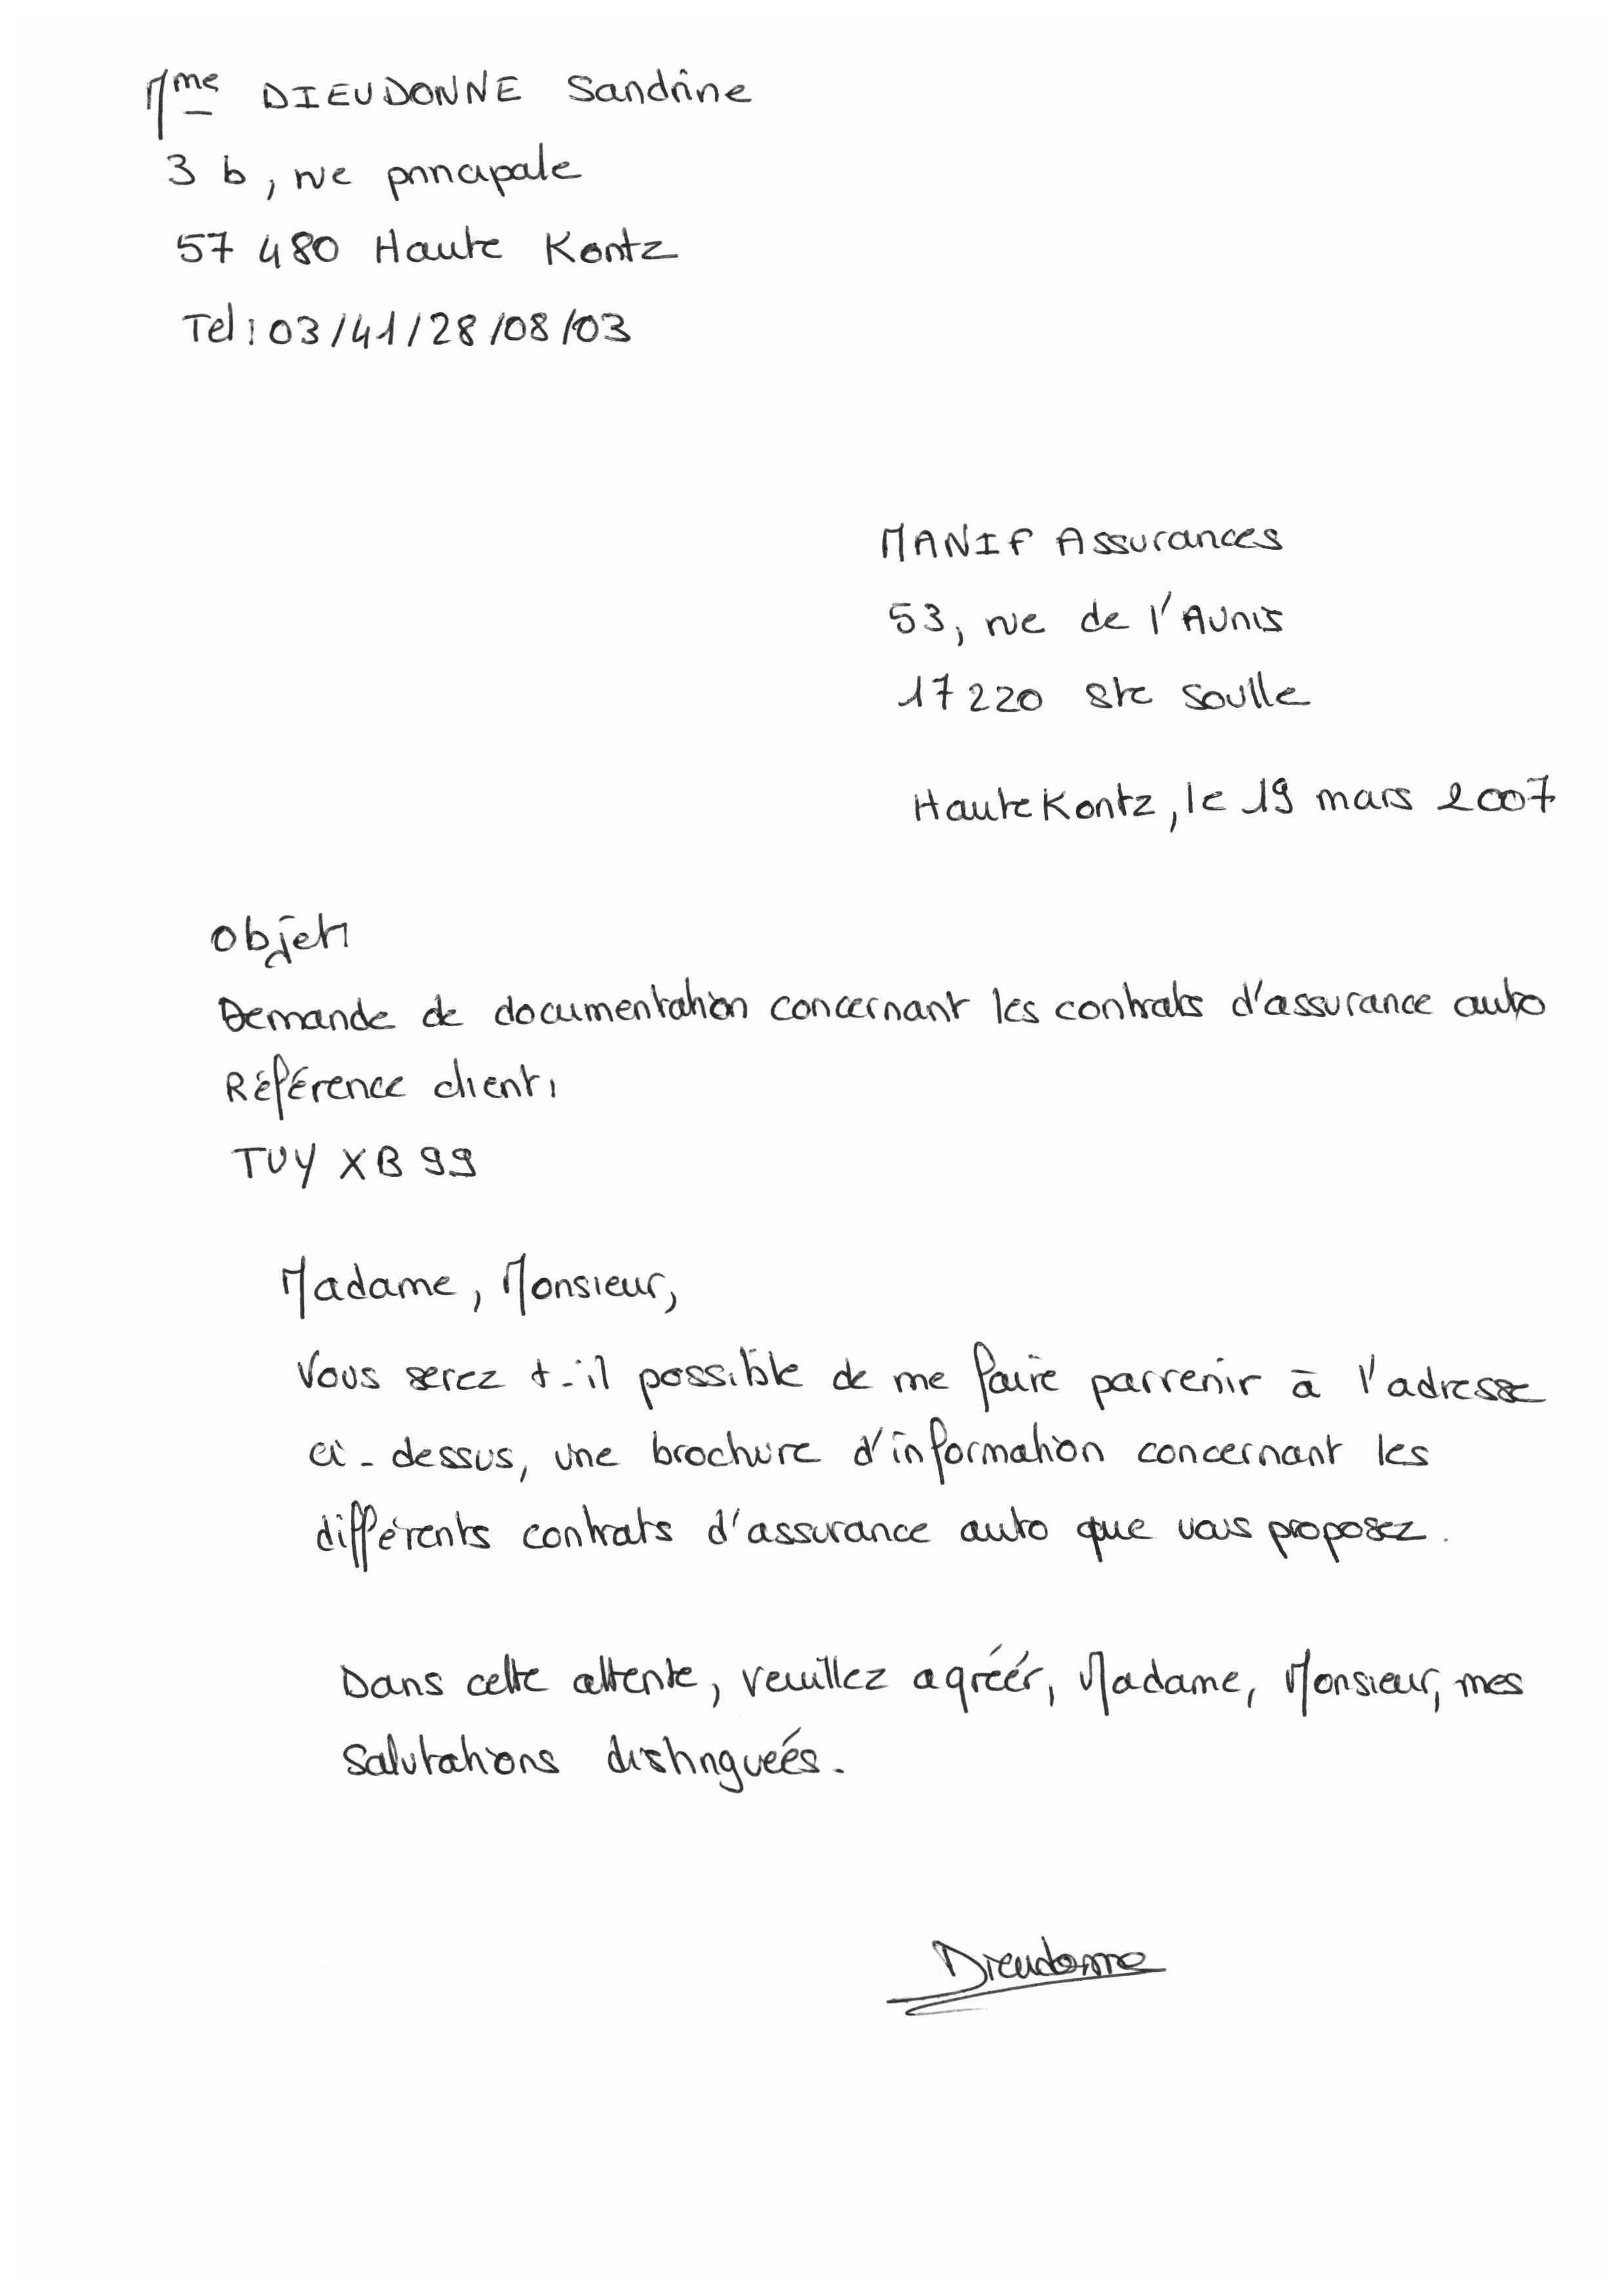 Mme DIEUDONNE Sandrine
3 b, rue principale
57 480 Haute Kontz
Tel : 03/41/28/08/03
MANIF Assurances
53, rue de l'Aunis
17 220 Ste Soulle
Haute Kontz, le 19 mars 2007
Objet :
Demande de documentation concernant les contrats d'assurance auto
Référence client :
TUY XB 99
Madame, Monsieur,
Vous serez t-il possible de me faire parvenir à l'adresse
ci-dessus, une brochure d'information concernant les
différents contrats d'assurance auto que vous proposez.
Dans cette attente, veuillez agréér, Madame, Monsieur, mes
Salutations distinguées.
Dieudonne